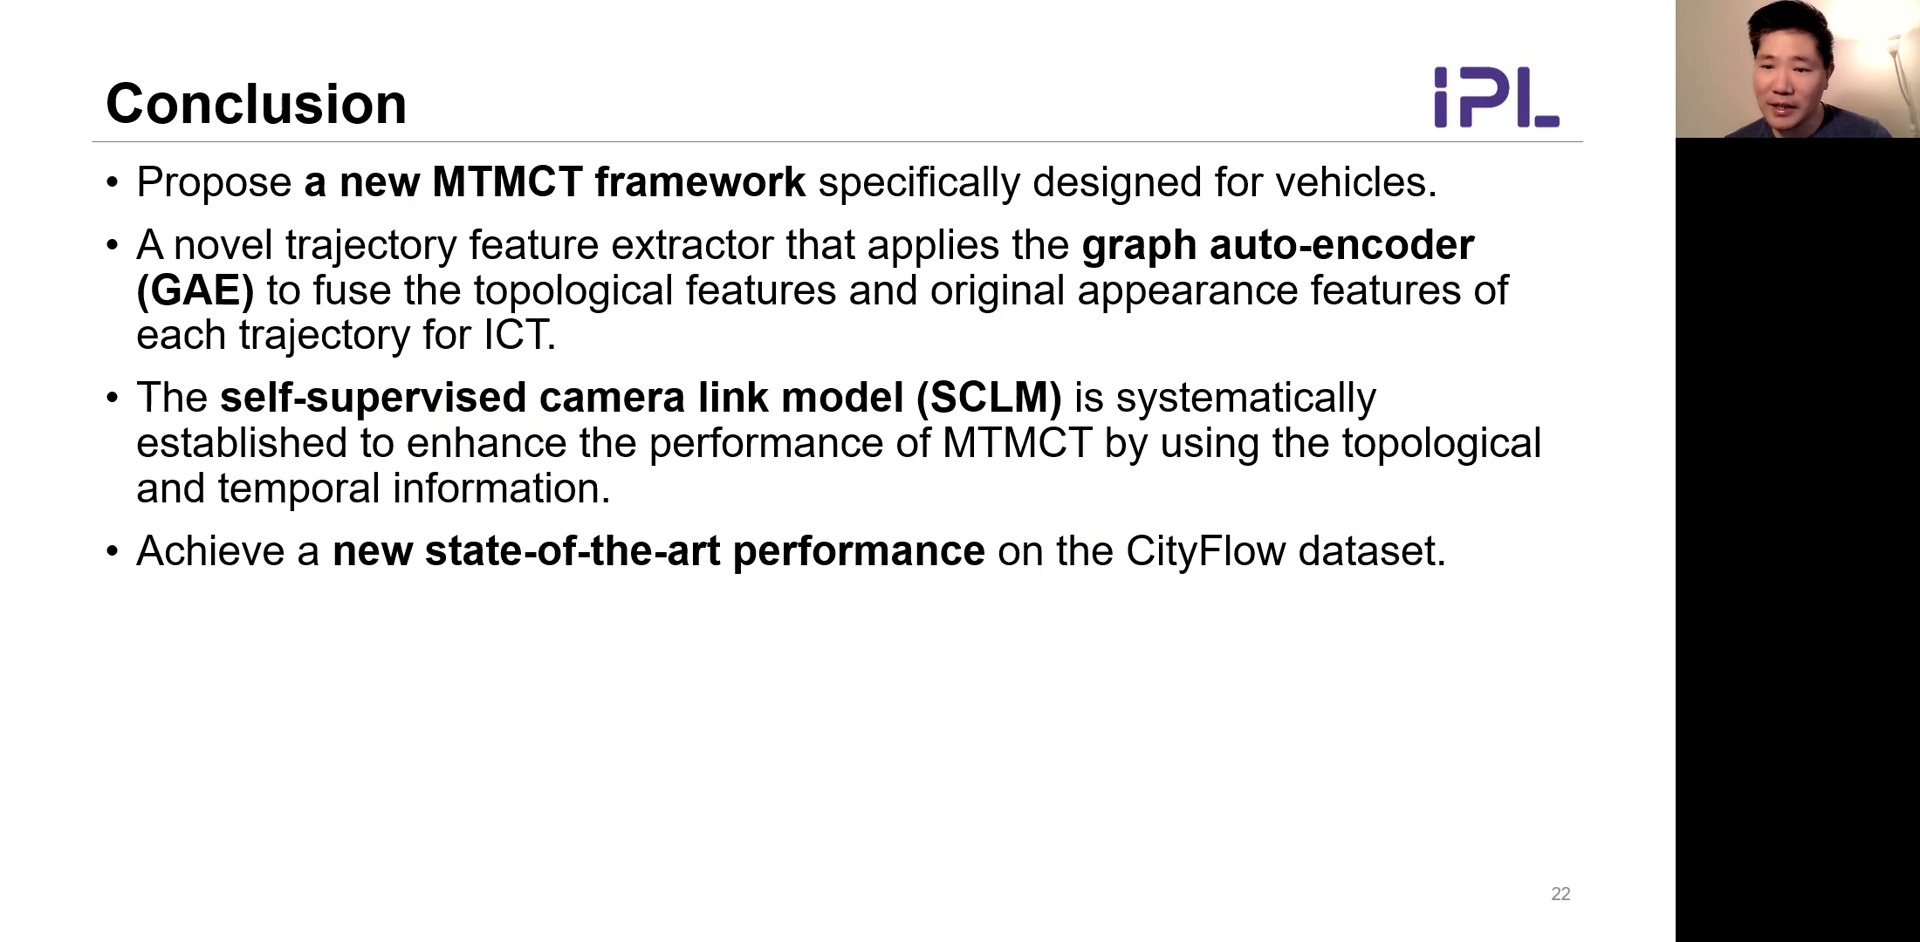 Conclusion
iPL
• Propose a new MTMCT framework specifically designed for vehicles.
• A novel trajectory feature extractor that applies the graph auto-encoder
(GAE) to fuse the topological features and original appearance features of
each trajectory for ICT.
• The self-supervised camera link model (SCLM) is systematically
established to enhance the performance of MTMCT by using the topological
and temporal information.
• Achieve a new state-of-the-art performance on the CityFlow dataset.
22